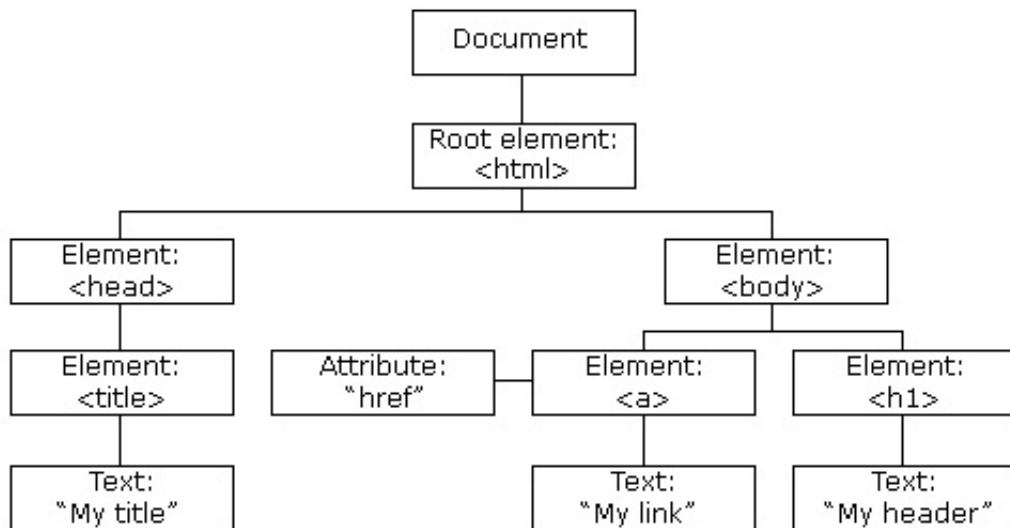 Document
Root element:
<html>
Element:
<head>
Element:
<body>
Element:
<title>
Attribute:
“href”
Element:
<a>
Element:
<h1>
Text:
“My title”
Text:
“My link”
Text:
“My header”